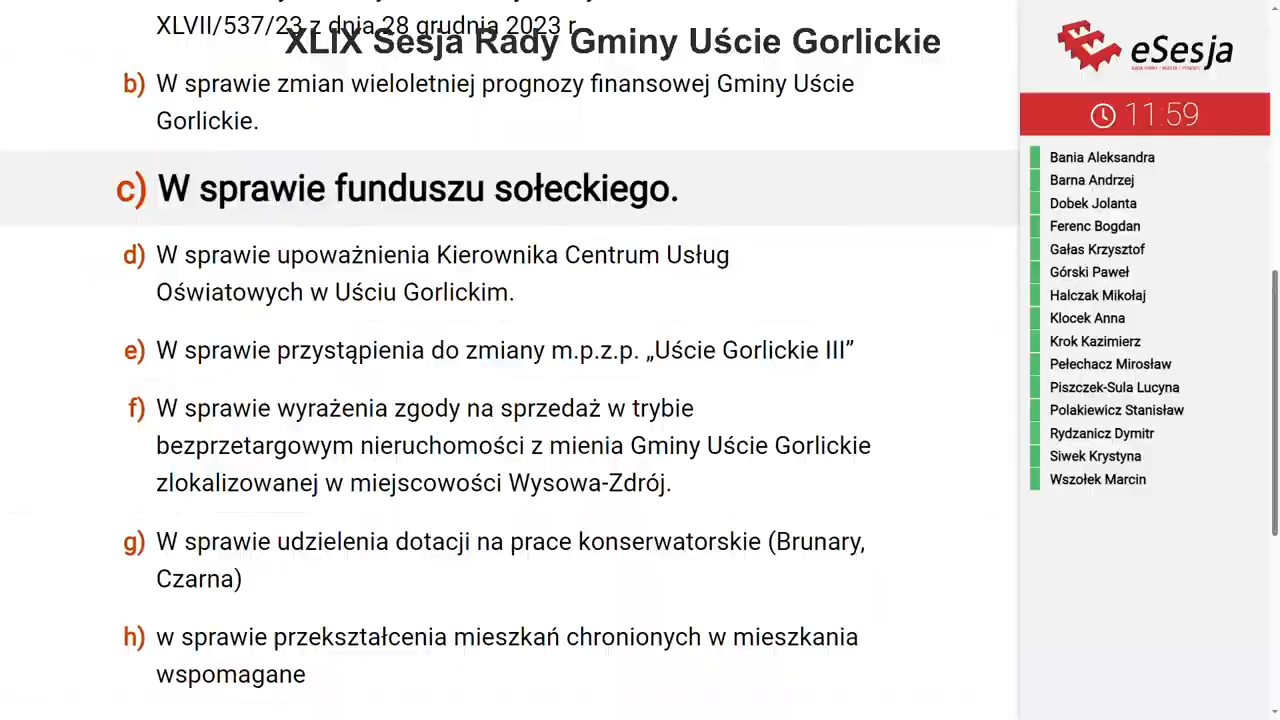 XLVII/537/23 z dnia 28 grudnia 2023 r.
XLIX Sesja Rady Gminy Uście Gorlickie
b) W sprawie zmian wieloletniej prognozy finansowej Gminy Uście
Gorlickie.
c) W sprawie funduszu sołeckiego.
d) W sprawie upoważnienia Kierownika Centrum Usług
Oświatowych w Uściu Gorlickim.
e) W sprawie przystąpienia do zmiany m.p.z.p. „Uście Gorlickie III”
f) W sprawie wyrażenia zgody na sprzedaż w trybie
bezprzetargowym nieruchomości z mienia Gminy Uście Gorlickie
zlokalizowanej w miejscowości Wysowa-Zdrój.
g) W sprawie udzielenia dotacji na prace konserwatorskie (Brunary,
Czarna)
h) w sprawie przekształcenia mieszkań chronionych w mieszkania
wspomagane
eSesja
11:59
Bania Aleksandra
Barna Andrzej
Dobek Jolanta
Ferenc Bogdan
Gałas Krzysztof
Górski Paweł
Halczak Mikołaj
Klocek Anna
Krok Kazimierz
Pełechacz Mirosław
Piszczek-Sula Lucyna
Polakiewicz Stanisław
Rydzanicz Dymitr
Siwek Krystyna
Wszołek Marcin